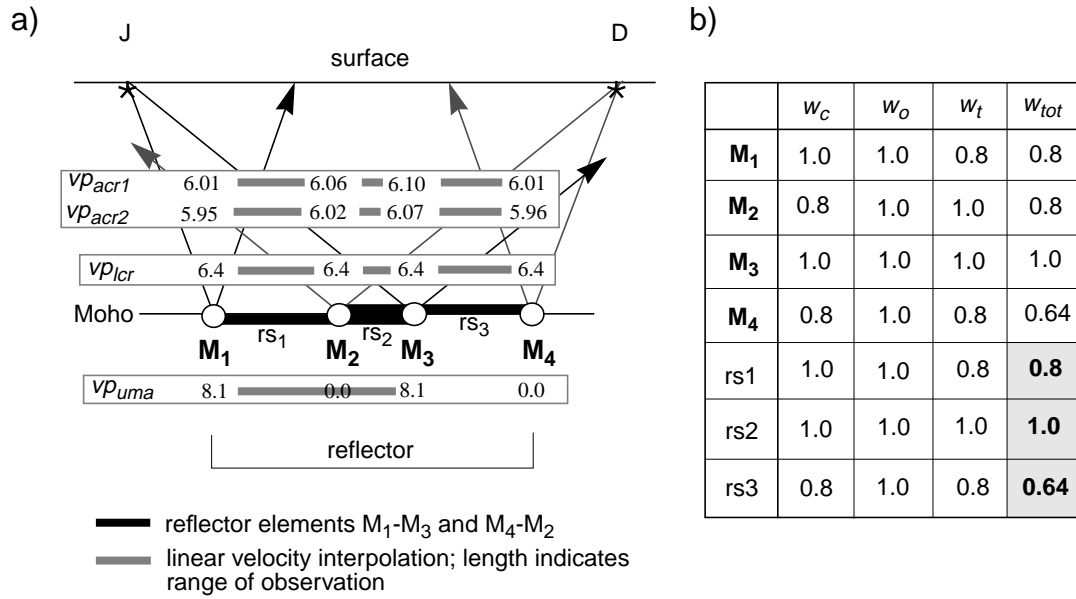 a)
J D
surface
vp_acr1 6.01 6.06 6.10 6.01
vp_acr2 5.95 6.02 6.07 5.96
vp_lcr 6.4 6.4 6.4 6.4
Moho
rs1 rs2 rs3
M1 M2 M3 M4
vp_uma 8.1 0.0 8.1 0.0
reflector
reflector elements M1-M3 and M4-M2
linear velocity interpolation; length indicates
range of observation
b)
w_c w_o w_t w_tot
M1 1.0 1.0 0.8 0.8
M2 0.8 1.0 1.0 0.8
M3 1.0 1.0 1.0 1.0
M4 0.8 1.0 0.8 0.64
rs1 1.0 1.0 0.8 0.8
rs2 1.0 1.0 1.0 1.0
rs3 0.8 1.0 0.8 0.64